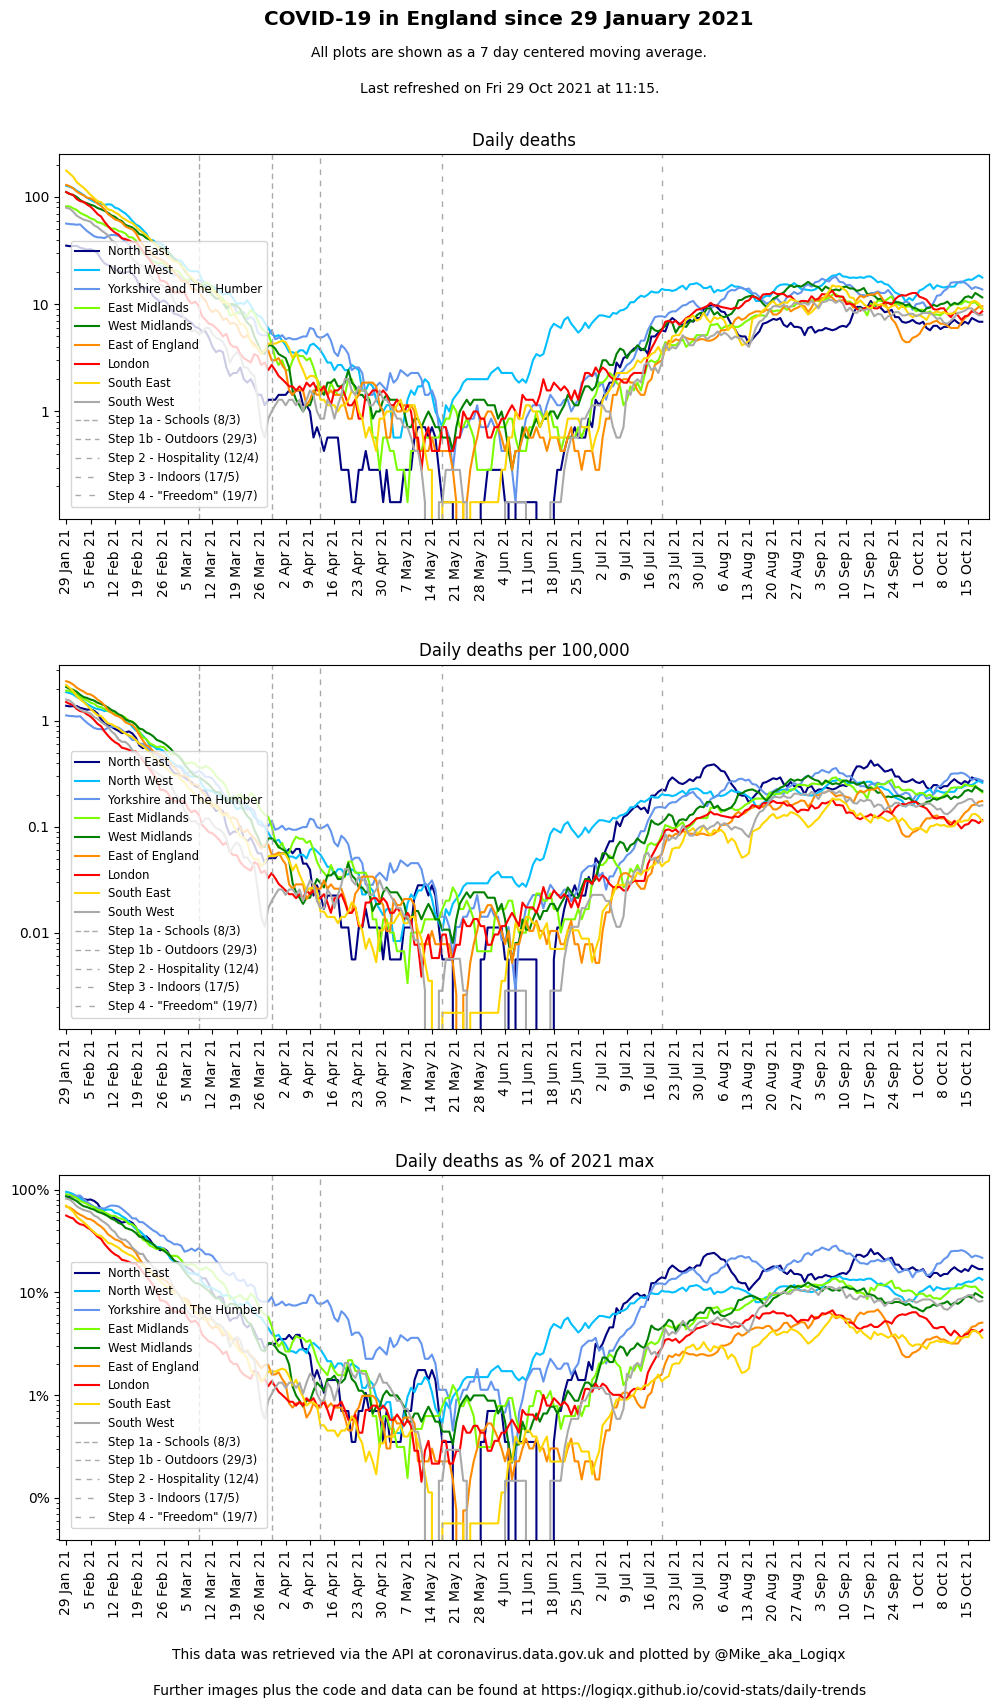 COVID-19 in England since 29 January 2021
All plots are shown as a 7 day centered moving average.
Last refreshed on Fri 29 Oct 2021 at 11:15.
Daily deaths
100
10
1
North East
North West
Yorkshire and The Humber
East Midlands
West Midlands
East of England
London
South East
South West
Step 1a - Schools (8/3)
Step 1b - Outdoors (29/3)
Step 2 - Hospitality (12/4)
Step 3 - Indoors (17/5)
Step 4 - "Freedom" (19/7)
29 Jan 21
5 Feb 21
12 Feb 21
19 Feb 21
26 Feb 21
5 Mar 21
12 Mar 21
19 Mar 21
26 Mar 21
2 Apr 21
9 Apr 21
16 Apr 21
23 Apr 21
30 Apr 21
7 May 21
14 May 21
21 May 21
28 May 21
4 Jun 21
11 Jun 21
18 Jun 21
25 Jun 21
2 Jul 21
9 Jul 21
16 Jul 21
23 Jul 21
30 Jul 21
6 Aug 21
13 Aug 21
20 Aug 21
27 Aug 21
3 Sep 21
10 Sep 21
17 Sep 21
24 Sep 21
1 Oct 21
8 Oct 21
15 Oct 21
Daily deaths per 100,000
1
0.1
0.01
North East
North West
Yorkshire and The Humber
East Midlands
West Midlands
East of England
London
South East
South West
Step 1a - Schools (8/3)
Step 1b - Outdoors (29/3)
Step 2 - Hospitality (12/4)
Step 3 - Indoors (17/5)
Step 4 - "Freedom" (19/7)
29 Jan 21
5 Feb 21
12 Feb 21
19 Feb 21
26 Feb 21
5 Mar 21
12 Mar 21
19 Mar 21
26 Mar 21
2 Apr 21
9 Apr 21
16 Apr 21
23 Apr 21
30 Apr 21
7 May 21
14 May 21
21 May 21
28 May 21
4 Jun 21
11 Jun 21
18 Jun 21
25 Jun 21
2 Jul 21
9 Jul 21
16 Jul 21
23 Jul 21
30 Jul 21
6 Aug 21
13 Aug 21
20 Aug 21
27 Aug 21
3 Sep 21
10 Sep 21
17 Sep 21
24 Sep 21
1 Oct 21
8 Oct 21
15 Oct 21
Daily deaths as % of 2021 max
100%
10%
1%
0%
North East
North West
Yorkshire and The Humber
East Midlands
West Midlands
East of England
London
South East
South West
Step 1a - Schools (8/3)
Step 1b - Outdoors (29/3)
Step 2 - Hospitality (12/4)
Step 3 - Indoors (17/5)
Step 4 - "Freedom" (19/7)
29 Jan 21
5 Feb 21
12 Feb 21
19 Feb 21
26 Feb 21
5 Mar 21
12 Mar 21
19 Mar 21
26 Mar 21
2 Apr 21
9 Apr 21
16 Apr 21
23 Apr 21
30 Apr 21
7 May 21
14 May 21
21 May 21
28 May 21
4 Jun 21
11 Jun 21
18 Jun 21
25 Jun 21
2 Jul 21
9 Jul 21
16 Jul 21
23 Jul 21
30 Jul 21
6 Aug 21
13 Aug 21
20 Aug 21
27 Aug 21
3 Sep 21
10 Sep 21
17 Sep 21
24 Sep 21
1 Oct 21
8 Oct 21
15 Oct 21
This data was retrieved via the API at coronavirus.data.gov.uk and plotted by @Mike_aka_Logiqx
Further images plus the code and data can be found at https://logiqx.github.io/covid-stats/daily-trends